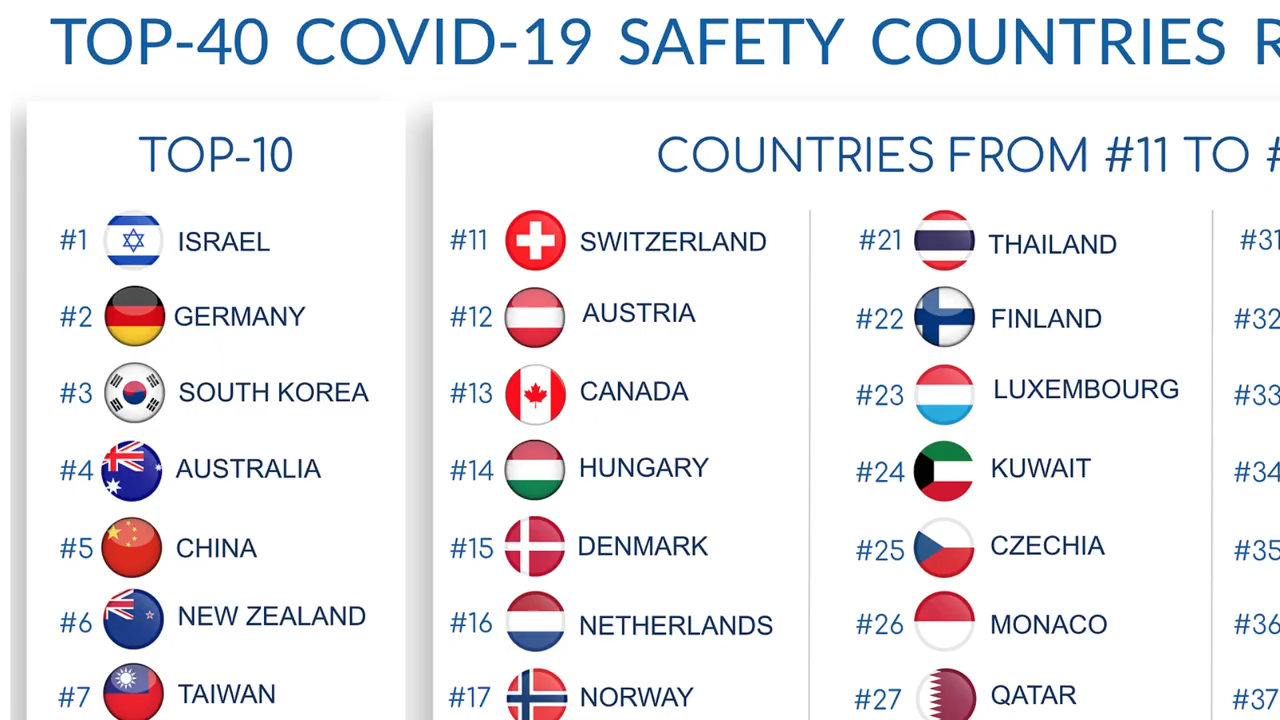 TOP-40 COVID-19 SAFETY COUNTRIES
TOP-10
#1 ISRAEL
#2 GERMANY
#3 SOUTH KOREA
#4 AUSTRALIA
#5 CHINA
#6 NEW ZEALAND
#7 TAIWAN
COUNTRIES FROM #11 TO #
#11 SWITZERLAND
#12 AUSTRIA
#13 CANADA
#14 HUNGARY
#15 DENMARK
#16 NETHERLANDS
#17 NORWAY
#21 THAILAND
#22 FINLAND
#23 LUXEMBOURG
#24 KUWAIT
#25 CZECHIA
#26 MONACO
#27 QATAR
#31
#32
#33
#34
#35
#36
#37